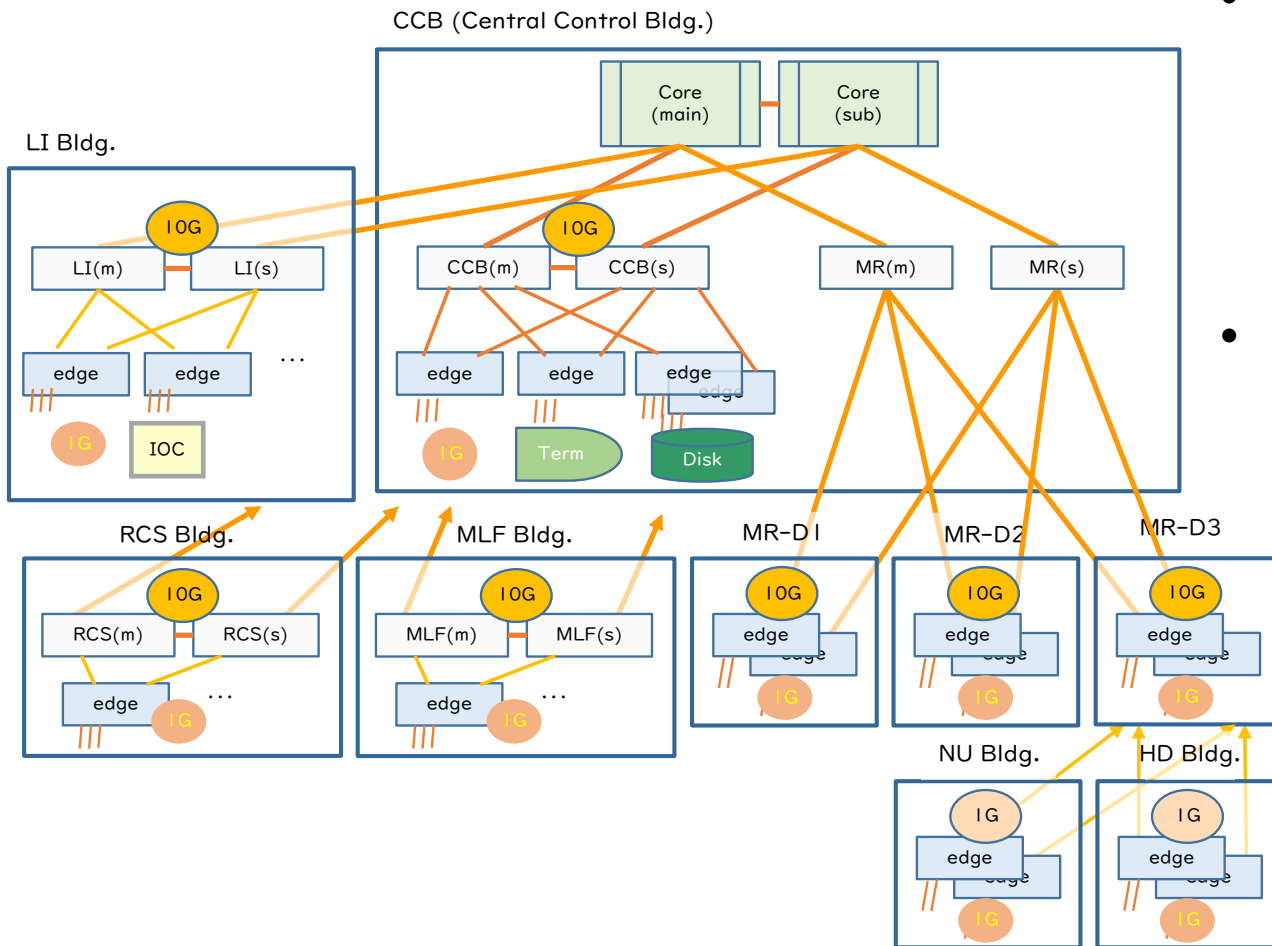 CCB (Central Control Bldg.)
Core
(main)
Core
(sub)
LI Bldg.
10G
LI(m)
LI(s)
edge
edge
...
1G
IOC
10G
CCB(m)
CCB(s)
MR(m)
MR(s)
edge
edge
edge
edge
1G
Term
Disk
RCS Bldg.
10G
RCS(m)
RCS(s)
edge
...
1G
MLF Bldg.
10G
MLF(m)
MLF(s)
edge
...
1G
MR-D1
10G
edge
edge
1G
MR-D2
10G
edge
edge
1G
MR-D3
10G
edge
edge
1G
NU Bldg.
1G
edge
edge
1G
HD Bldg.
1G
edge
edge
1G